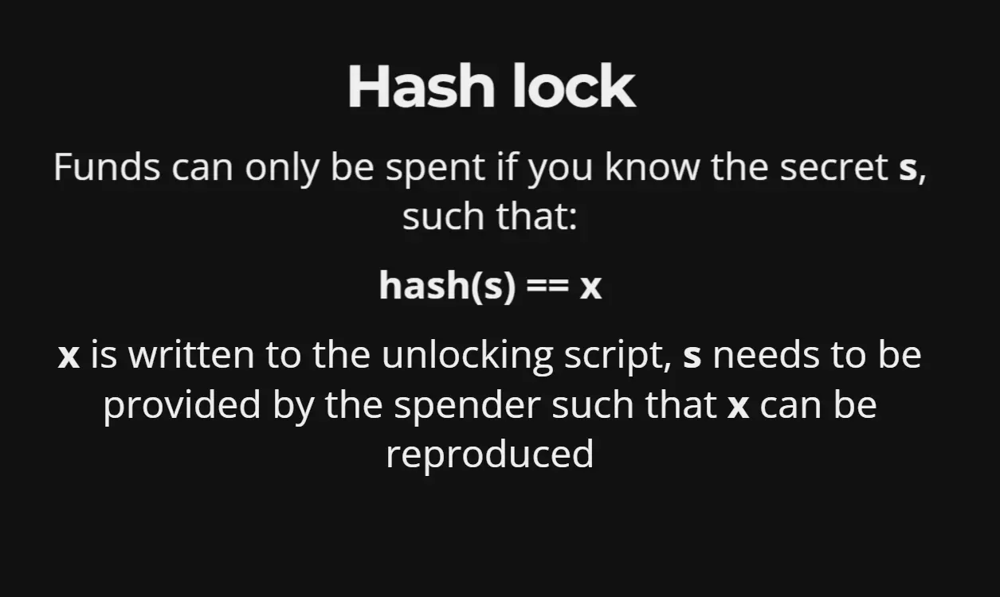 Hash lock
Funds can only be spent if you know the secret s,
such that:
hash(s) == x
x is written to the unlocking script, s needs to be
provided by the spender such that x can be
reproduced